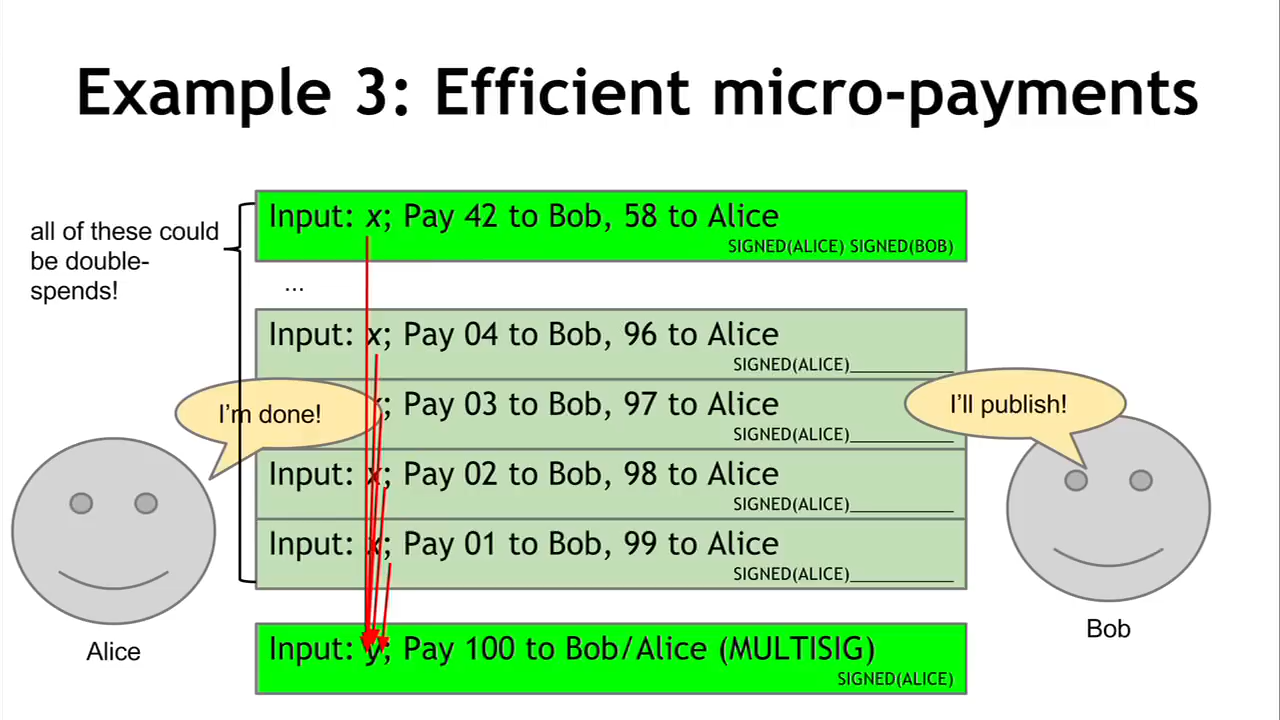 Example 3: Efficient micro-payments
all of these could
be double-
spends!
Input: x; Pay 42 to Bob, 58 to Alice
SIGNED(ALICE) SIGNED(BOB)
...
Input: x; Pay 04 to Bob, 96 to Alice
SIGNED(ALICE)____________
x; Pay 03 to Bob, 97 to Alice
SIGNED(ALICE)____________
Input: x; Pay 02 to Bob, 98 to Alice
SIGNED(ALICE)____________
Input: x; Pay 01 to Bob, 99 to Alice
SIGNED(ALICE)____________
Input: y; Pay 100 to Bob/Alice (MULTISIG)
SIGNED(ALICE)
I'm done!
Alice
I'll publish!
Bob